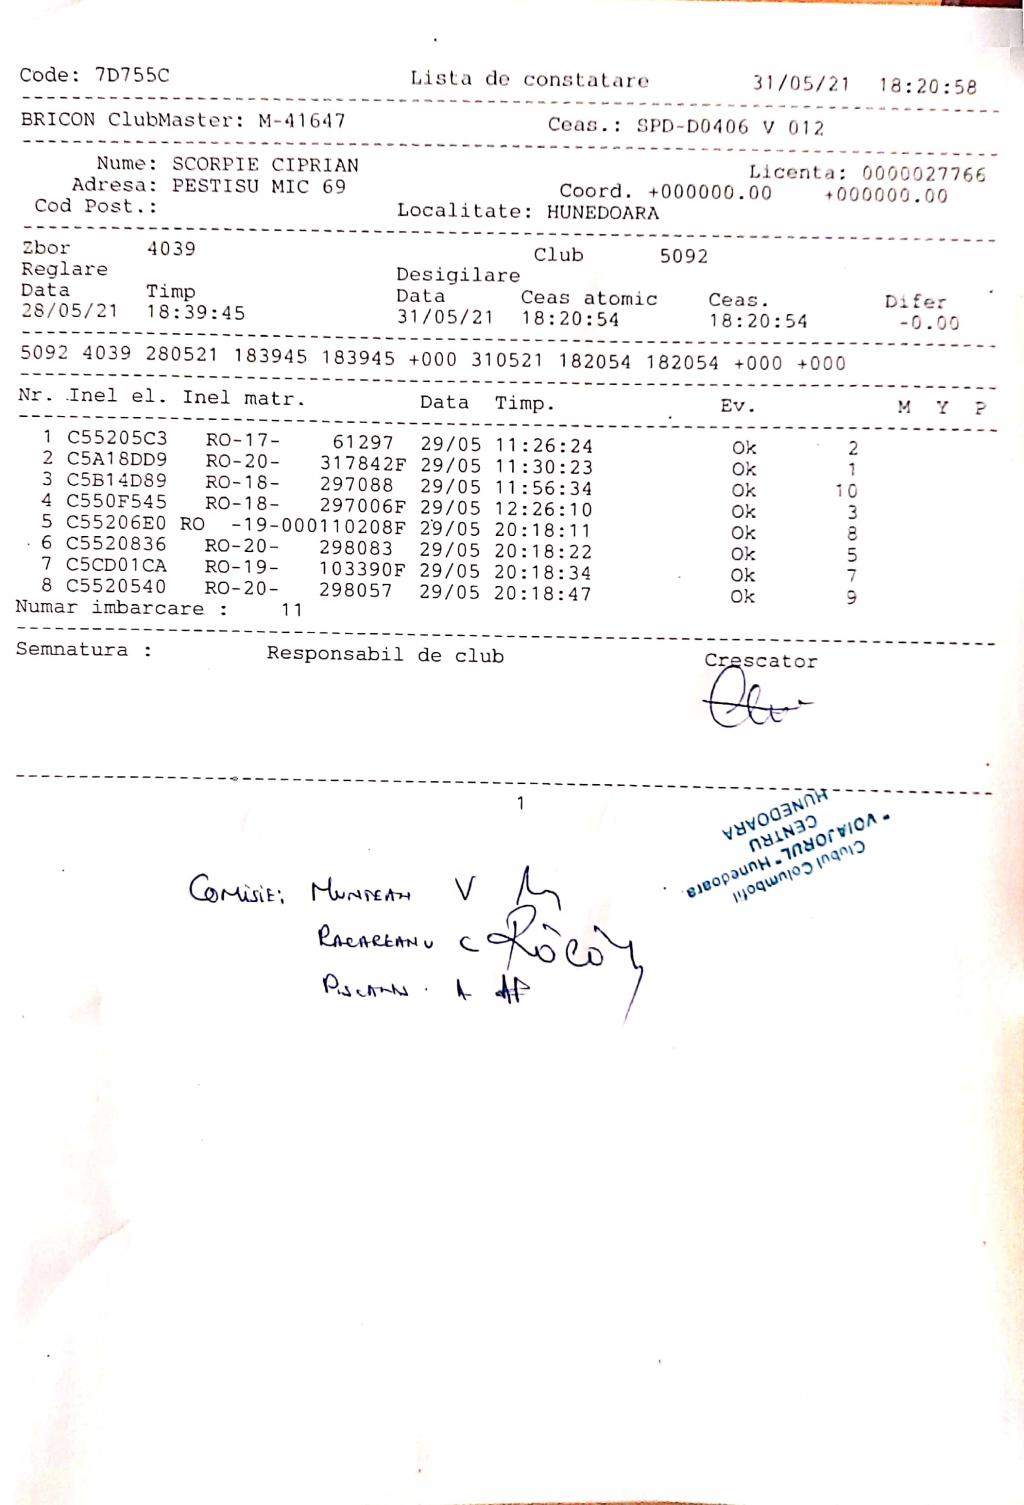 Code: 7D755C Lista de constatare 31/05/21 18:20:58
BRICON ClubMaster: M-41647 Ceas.: SPD-D0406 V 012
Nume: SCORPIE CIPRIAN Licenta: 0000027766
Adresa: PESTISU MIC 69 Coord. +000000.00 +000000.00
Cod Post.: Localitate: HUNEDOARA
Zbor 4039 Club 5092
Reglare Desigilare
Data Timp Data Ceas atomic Ceas. Difer
28/05/21 18:39:45 31/05/21 18:20:54 18:20:54 -0.00
5092 4039 280521 183945 183945 +000 310521 182054 182054 +000 +000
Nr. Inel el. Inel matr. Data Timp. Ev. M Y P
1 C55205C3 RO-17- 61297 29/05 11:26:24 Ok 2
2 C5A18DD9 RO-20- 317842F 29/05 11:30:23 Ok 1
3 C5B14D89 RO-18- 297088 29/05 11:56:34 Ok 10
4 C550F545 RO-18- 297006F 29/05 12:26:10 Ok 3
5 C55206E0 RO -19-000110208F 29/05 20:18:11 Ok 8
6 C5520836 RO-20- 298083 29/05 20:18:22 Ok 5
7 C5CD01CA RO-19- 103390F 29/05 20:18:34 Ok 7
8 C5520540 RO-20- 298057 29/05 20:18:47 Ok 9
Numar imbarcare : 11
Semnatura : Responsabil de club Crescator
1
Clubul Columbofil
"VOIAJORUL" Hunedoara
CENTRU
HUNEDOARA
Comisie: Muntean V
Racareanu C
A